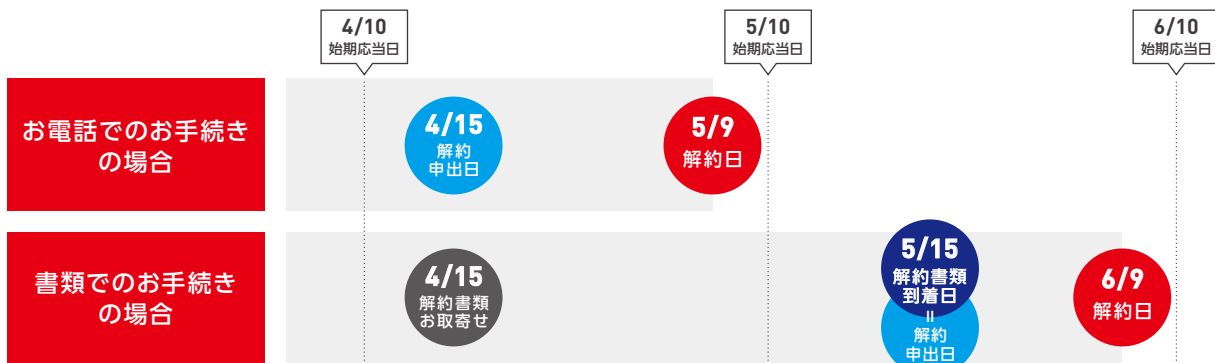 4/10
始期応当日
5/10
始期応当日
6/10
始期応当日
お電話でのお手続き
の場合
4/15
解約
申出日
5/9
解約日
書類でのお手続き
の場合
4/15
解約書類
お取寄せ
5/15
解約書類
到着日
=
解約
申出日
6/9
解約日